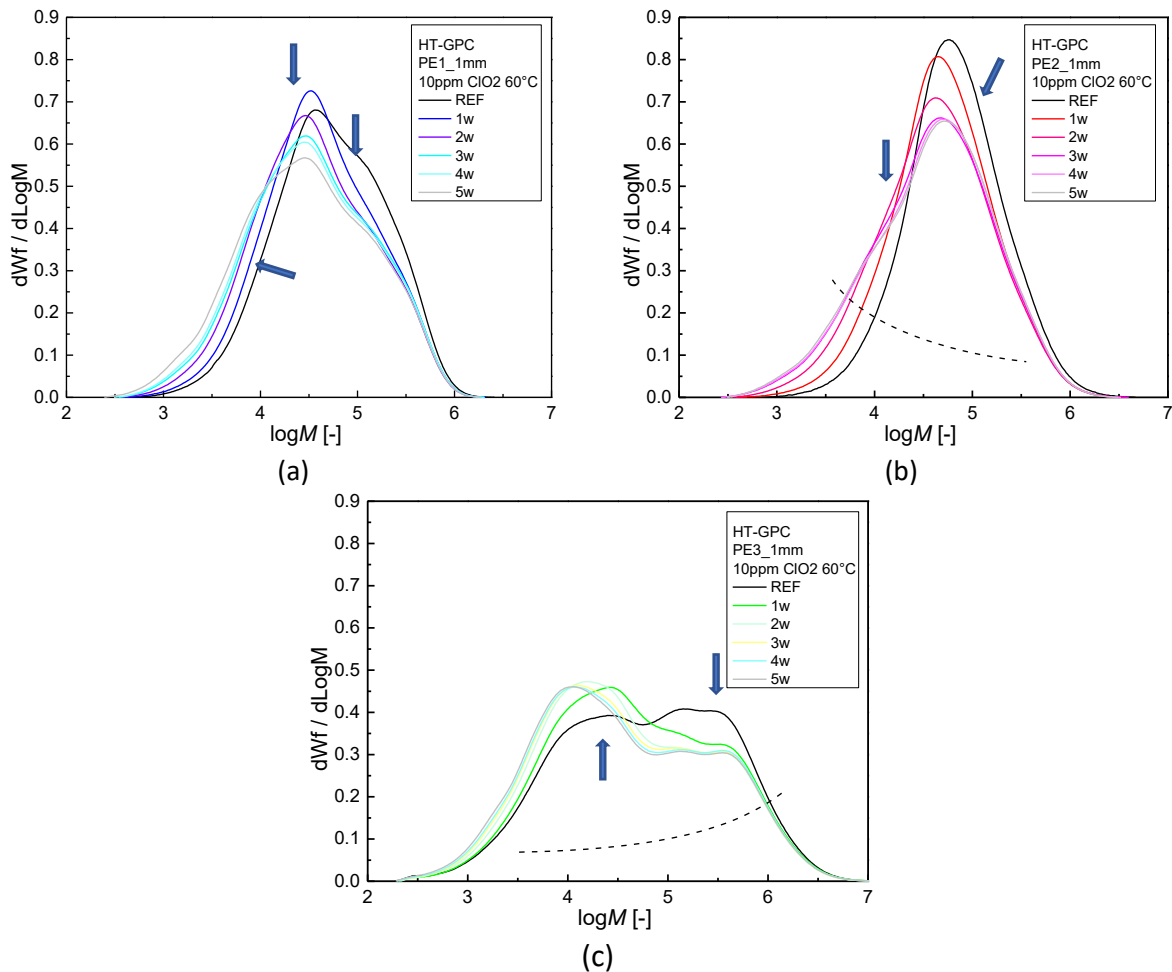 0.9
0.8
0.7
0.6
0.5
0.4
0.3
0.2
0.1
0.0
dWf / dLogM
HT-GPC
PE1_1mm
10ppm ClO2 60°C
REF
1w
2w
3w
4w
5w
2 3 4 5 6 7
logM [-]
(a)
0.9
0.8
0.7
0.6
0.5
0.4
0.3
0.2
0.1
0.0
dWf / dLogM
HT-GPC
PE2_1mm
10ppm ClO2 60°C
REF
1w
2w
3w
4w
5w
2 3 4 5 6 7
logM [-]
(b)
0.9
0.8
0.7
0.6
0.5
0.4
0.3
0.2
0.1
0.0
dWf / dLogM
HT-GPC
PE3_1mm
10ppm ClO2 60°C
REF
1w
2w
3w
4w
5w
2 3 4 5 6 7
logM [-]
(c)